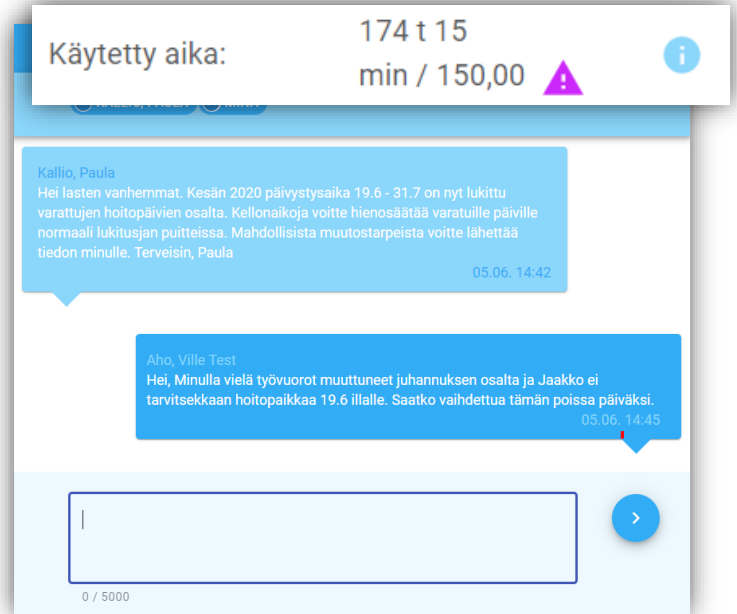 Käytetty aika:
174 t 15
min / 150,00
Kallio, Paula
Hei lasten vanhemmat. Kesän 2020 päivystysaika 19.6 - 31.7 on nyt lukittu
varattujen hoitopäivien osalta. Kellonaikoja voitte hienosäätää varatuille päiville
normaali lukitusjan puitteissa. Mahdollisista muutostarpeista voitte lähettää
tiedon minulle. Terveisin, Paula
05.06. 14:42
Aho, Ville Test
Hei, Minulla vielä työvuorot muuttuneet juhannuksen osalta ja Jaakko ei
tarvitsekkaan hoitopaikkaa 19.6 illalle. Saatko vaihdettua tämän poissa päiväksi.
05.06. 14:45
0 / 5000